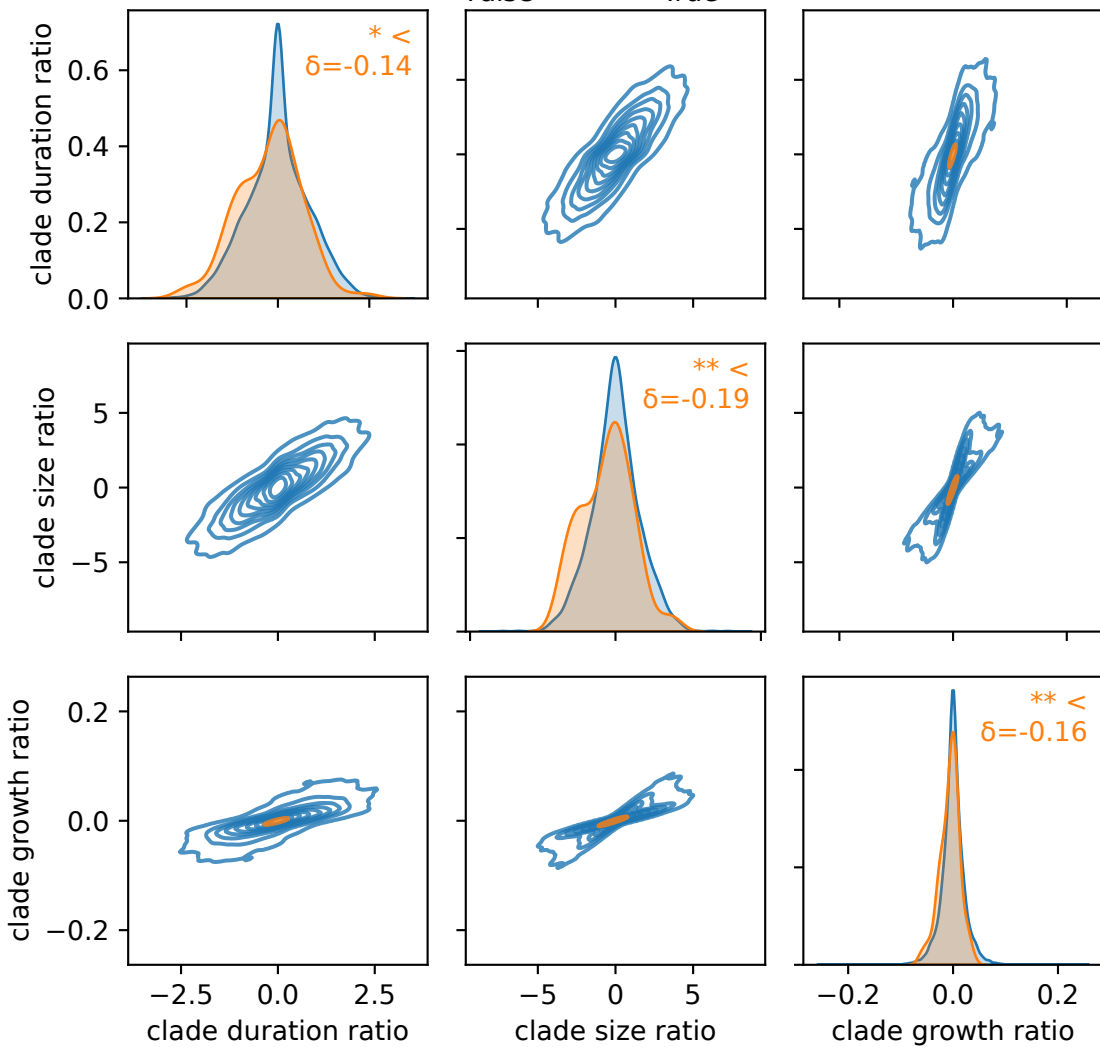 clade duration ratio
0.6
0.4
0.2
0.0
* <
δ=-0.14
clade size ratio
5
0
−5
** <
δ=-0.19
clade growth ratio
0.2
0.0
−0.2
** <
δ=-0.16
−2.5 0.0 2.5
−5 0 5
−0.2 0.0 0.2
clade duration ratio
clade size ratio
clade growth ratio